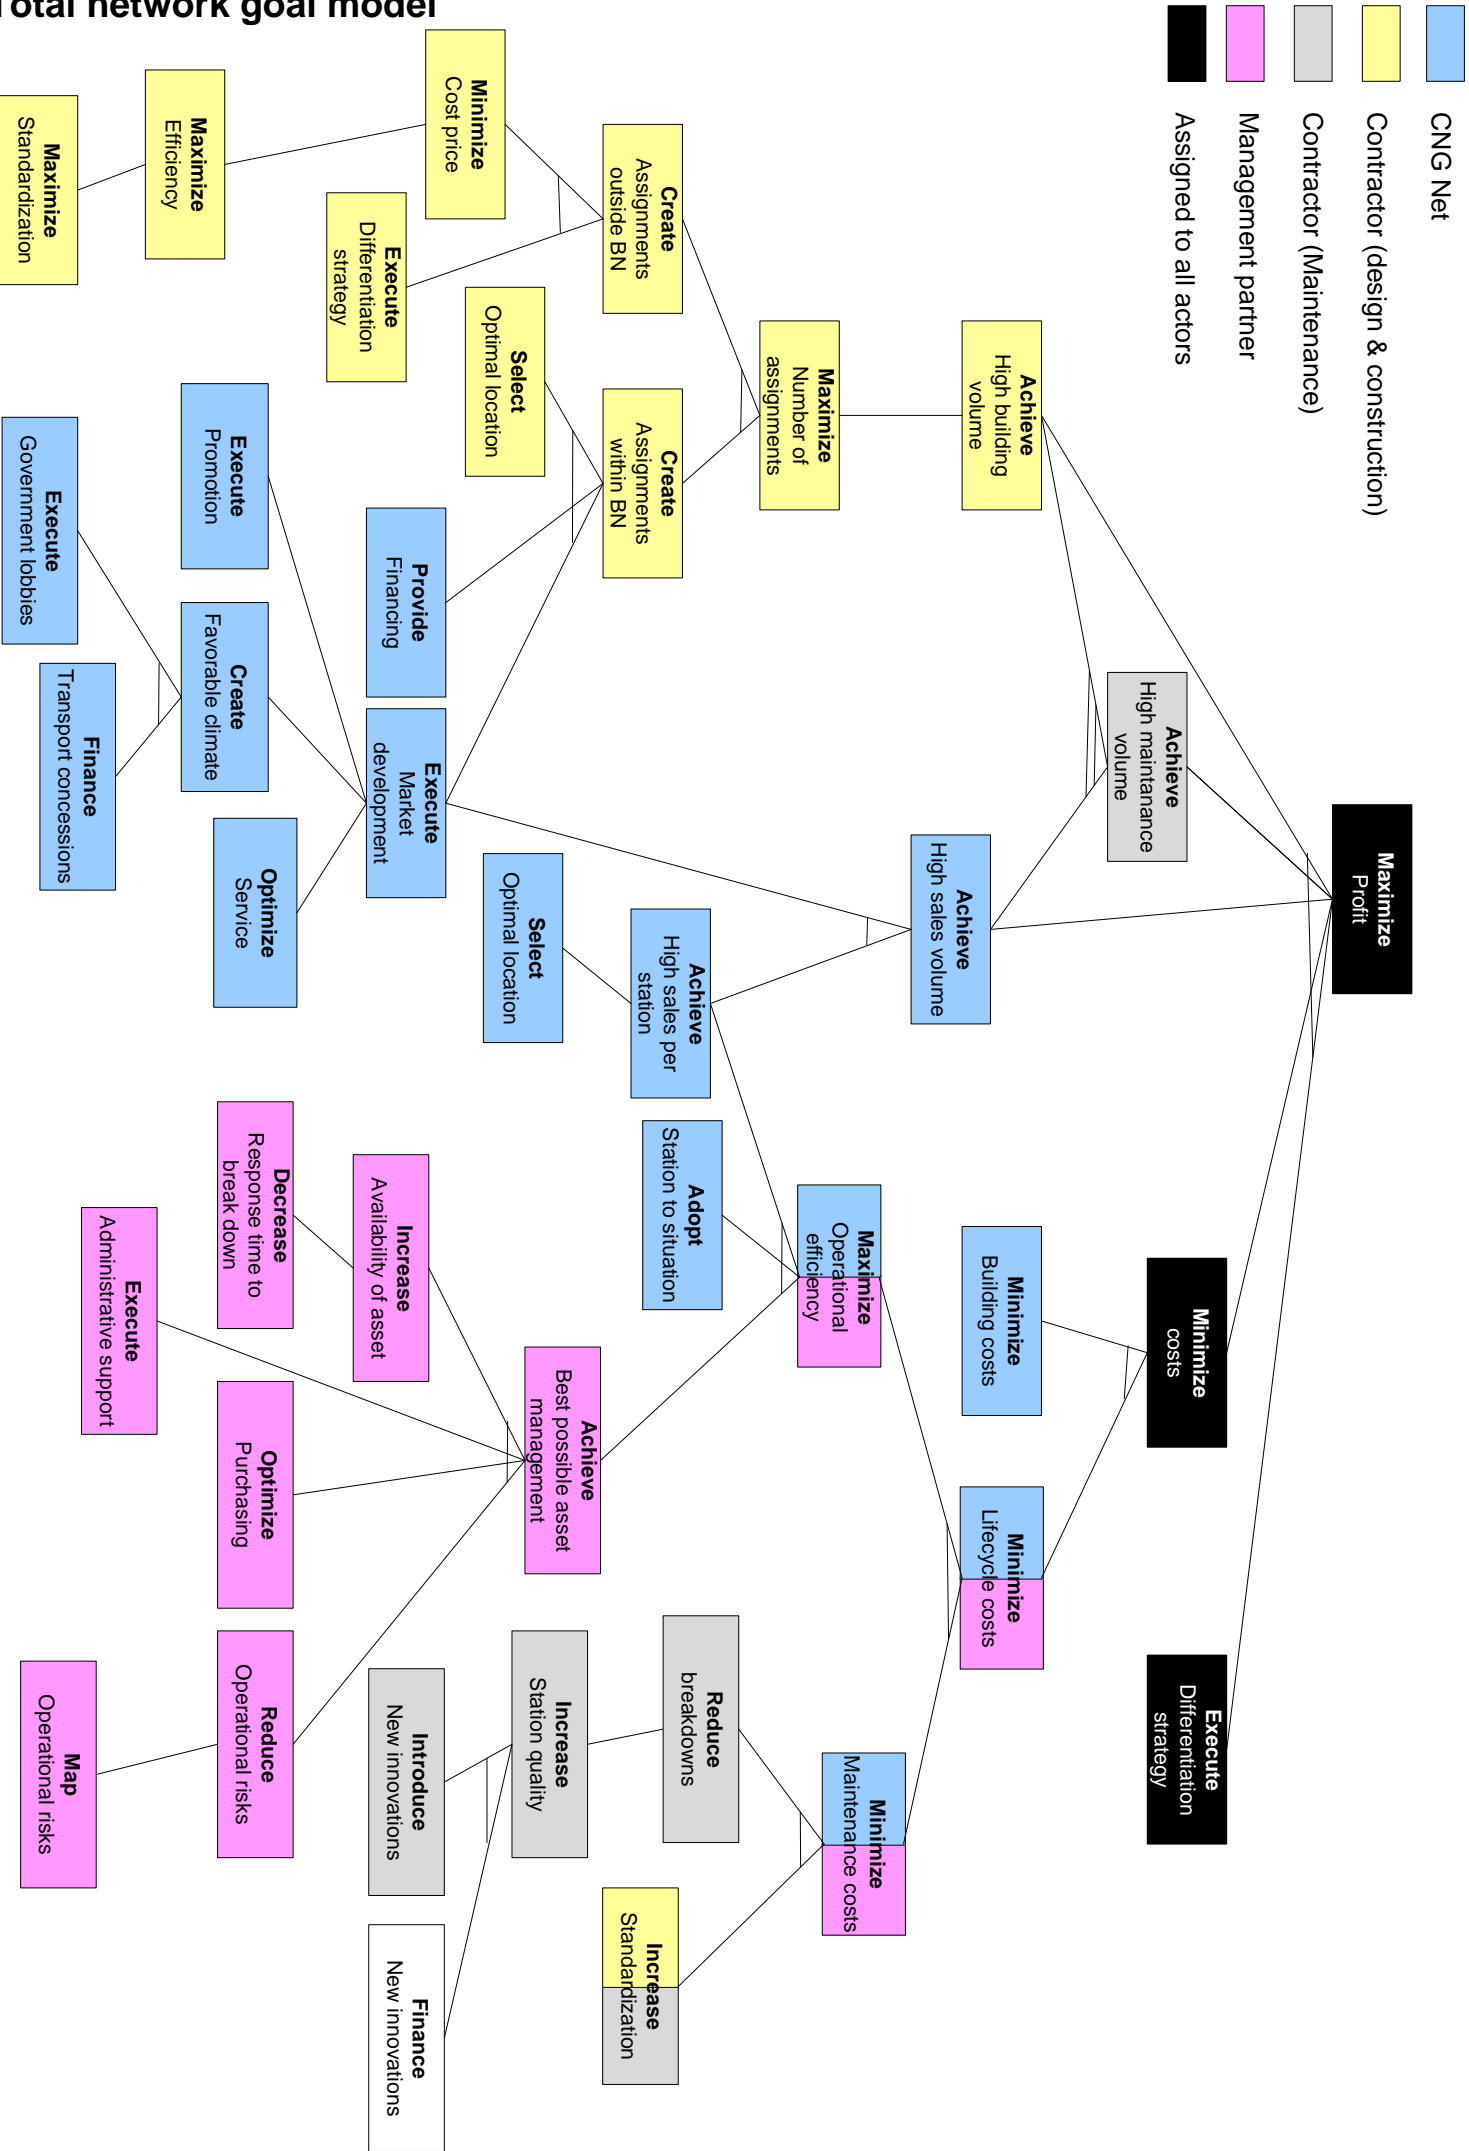 Total network goal model
CNG Net
Contractor (design & construction)
Contractor (Maintenance)
Management partner
Assigned to all actors
Maximize
Profit
Minimize
costs
Execute
Differentiation
strategy
Achieve
High maintanance
volume
Achieve
High building
volume
Achieve
High sales volume
Minimize
Building costs
Minimize
Lifecycle costs
Maximize
Number of
assignments
Maximize
Operational
efficiency
Minimize
Maintenance costs
Create
Assignments
outside BN
Create
Assignments
within BN
Achieve
High sales per
station
Adopt
Station to situation
Reduce
breakdowns
Increase
Standardization
Minimize
Cost price
Execute
Differentiation
strategy
Select
Optimal location
Provide
Financing
Execute
Market
development
Select
Optimal location
Achieve
Best possible asset
management
Increase
Station quality
Increase
Availability of asset
Introduce
New innovations
Finance
New innovations
Maximize
Efficiency
Execute
Promotion
Create
Favorable climate
Optimize
Service
Decrease
Response time to
break down
Optimize
Purchasing
Reduce
Operational risks
Maximize
Standardization
Execute
Government lobbies
Finance
Transport concessions
Execute
Administrative support
Map
Operational risks